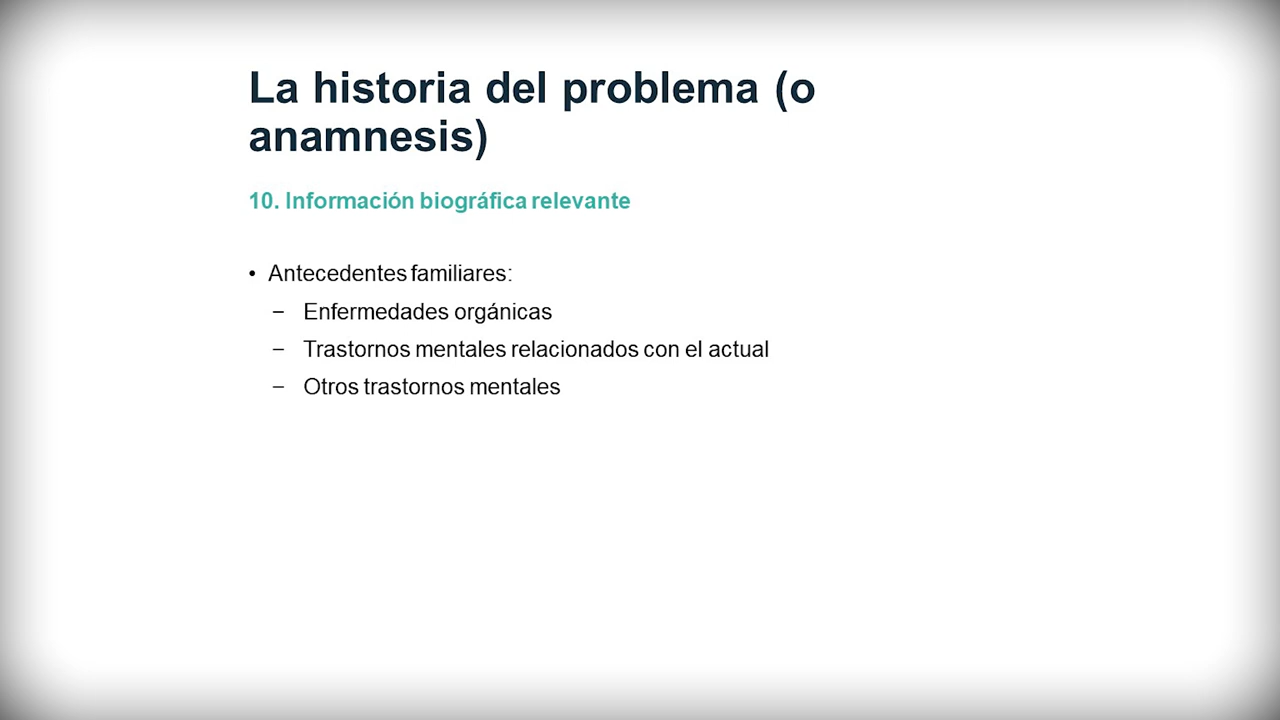 La historia del problema (o
anamnesis)
10. Información biográfica relevante
• Antecedentes familiares:
– Enfermedades orgánicas
– Trastornos mentales relacionados con el actual
– Otros trastornos mentales